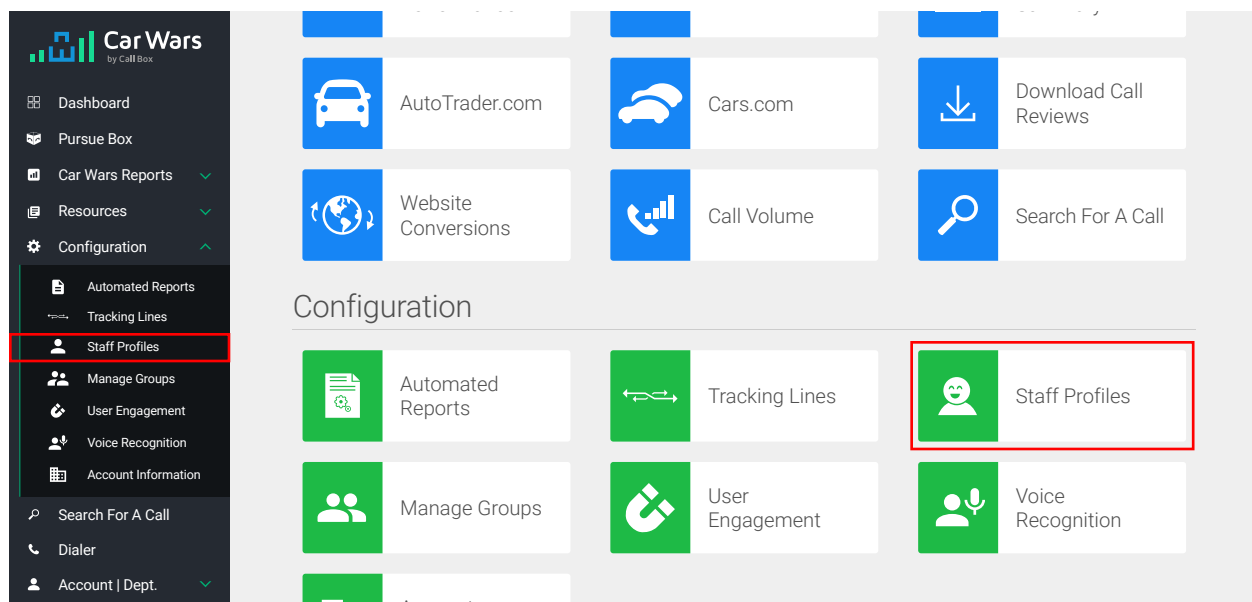 Car Wars
by Call Box
Dashboard
Pursue Box
Car Wars Reports
Resources
Configuration
Automated Reports
Tracking Lines
Staff Profiles
Manage Groups
User Engagement
Voice Recognition
Account Information
Search For A Call
Dialer
Account | Dept.
AutoTrader.com
Cars.com
Download Call
Reviews
Website
Conversions
Call Volume
Search For A Call
Configuration
Automated
Reports
Tracking Lines
Staff Profiles
Manage Groups
User
Engagement
Voice
Recognition